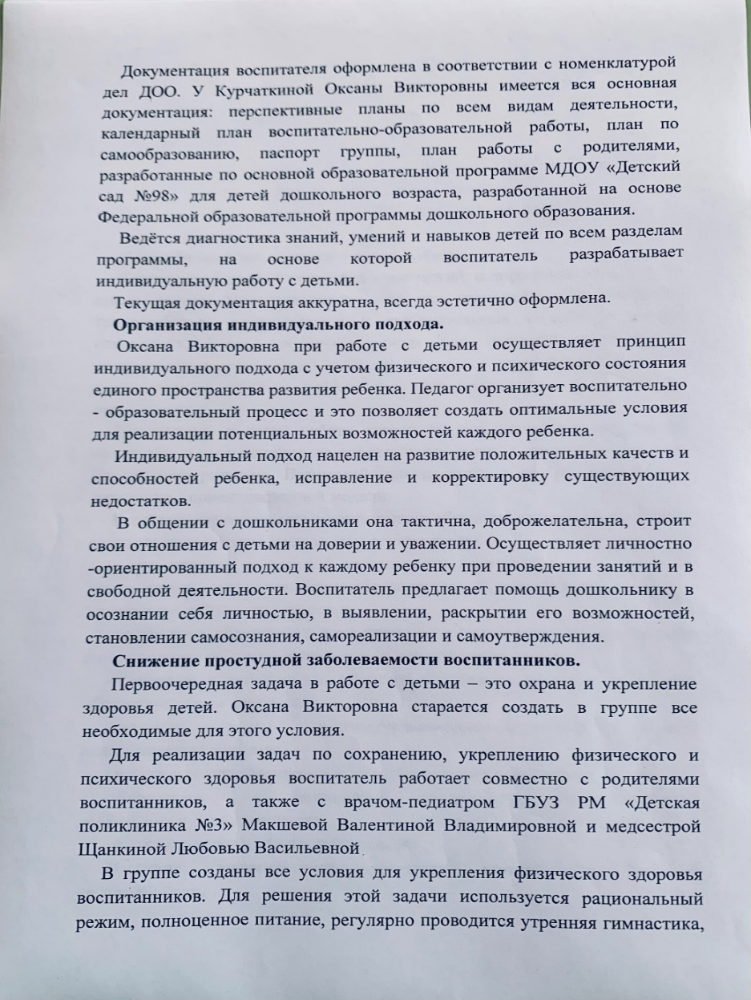 Документация воспитателя оформлена в соответствии с номенклатурой
дел ДОО. У Курчаткиной Оксаны Викторовны имеется вся основная
документация: перспективные планы по всем видам деятельности,
календарный план воспитательно-образовательной работы, план по
самообразованию, паспорт группы, план работы с родителями,
разработанные по основной образовательной программе МДОУ «Детский
сад №98» для детей дошкольного возраста, разработанной на основе
Федеральной образовательной программы дошкольного образования.
Ведётся диагностика знаний, умений и навыков детей по всем разделам
программы, на основе которой воспитатель разрабатывает
индивидуальную работу с детьми.
Текущая документация аккуратна, всегда эстетично оформлена.
Организация индивидуального подхода.
Оксана Викторовна при работе с детьми осуществляет принцип
индивидуального подхода с учетом физического и психического состояния
единого пространства развития ребенка. Педагог организует воспитательно
- образовательный процесс и это позволяет создать оптимальные условия
для реализации потенциальных возможностей каждого ребенка.
Индивидуальный подход нацелен на развитие положительных качеств и
способностей ребенка, исправление и корректировку существующих
недостатков.
В общении с дошкольниками она тактична, доброжелательна, строит
свои отношения с детьми на доверии и уважении. Осуществляет личностно
-ориентированный подход к каждому ребенку при проведении занятий и в
свободной деятельности. Воспитатель предлагает помощь дошкольнику в
осознании себя личностью, в выявлении, раскрытии его возможностей,
становлении самосознания, самореализации и самоутверждения.
Снижение простудной заболеваемости воспитанников.
Первоочередная задача в работе с детьми – это охрана и укрепление
здоровья детей. Оксана Викторовна старается создать в группе все
необходимые для этого условия.
Для реализации задач по сохранению, укреплению физического и
психического здоровья воспитатель работает совместно с родителями
воспитанников, а также с врачом-педиатром ГБУЗ РМ «Детская
поликлиника №3» Макшевой Валентиной Владимировной и медсестрой
Щанкиной Любовью Васильевной.
В группе созданы все условия для укрепления физического здоровья
воспитанников. Для решения этой задачи используется рациональный
режим, полноценное питание, регулярно проводится утренняя гимнастика,